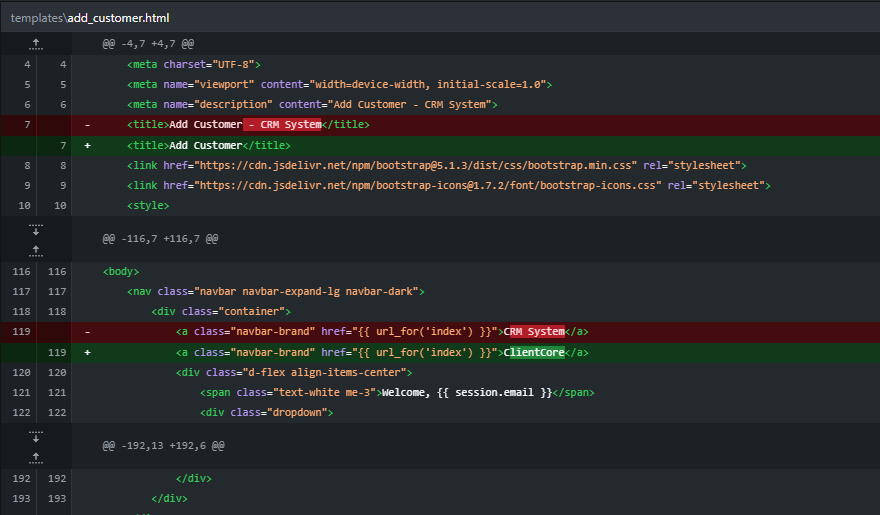 templates\add_customer.html
@@ -4,7 +4,7 @@
4 4 <meta charset="UTF-8">
5 5 <meta name="viewport" content="width=device-width, initial-scale=1.0">
6 6 <meta name="description" content="Add Customer - CRM System">
7 - <title>Add Customer - CRM System</title>
7 + <title>Add Customer</title>
8 8 <link href="https://cdn.jsdelivr.net/npm/bootstrap@5.1.3/dist/css/bootstrap.min.css" rel="stylesheet">
9 9 <link href="https://cdn.jsdelivr.net/npm/bootstrap-icons@1.7.2/font/bootstrap-icons.css" rel="stylesheet">
10 10 <style>
@@ -116,7 +116,7 @@
116 116 <body>
117 117 <nav class="navbar navbar-expand-lg navbar-dark">
118 118 <div class="container">
119 - <a class="navbar-brand" href="{{ url_for('index') }}">CRM System</a>
119 + <a class="navbar-brand" href="{{ url_for('index') }}">ClientCore</a>
120 120 <div class="d-flex align-items-center">
121 121 <span class="text-white me-3">Welcome, {{ session.email }}</span>
122 122 <div class="dropdown">
@@ -192,13 +192,6 @@
192 192 </div>
193 193 </div>